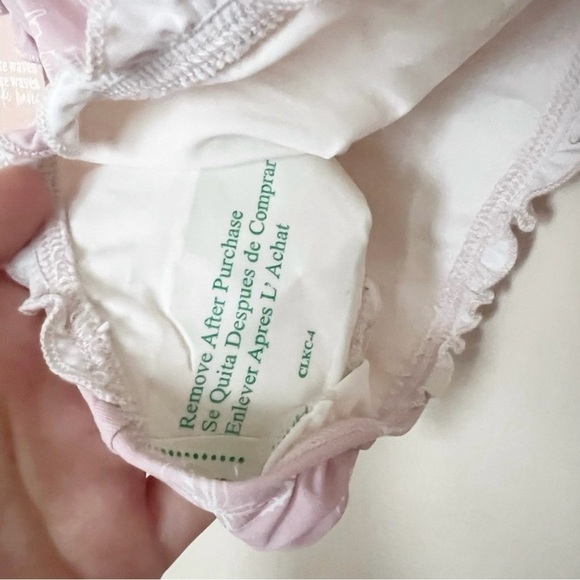 Remove After Purchase
Se Quita Despues de Comprar
Enlever Apres L' Achat
CLKC-4